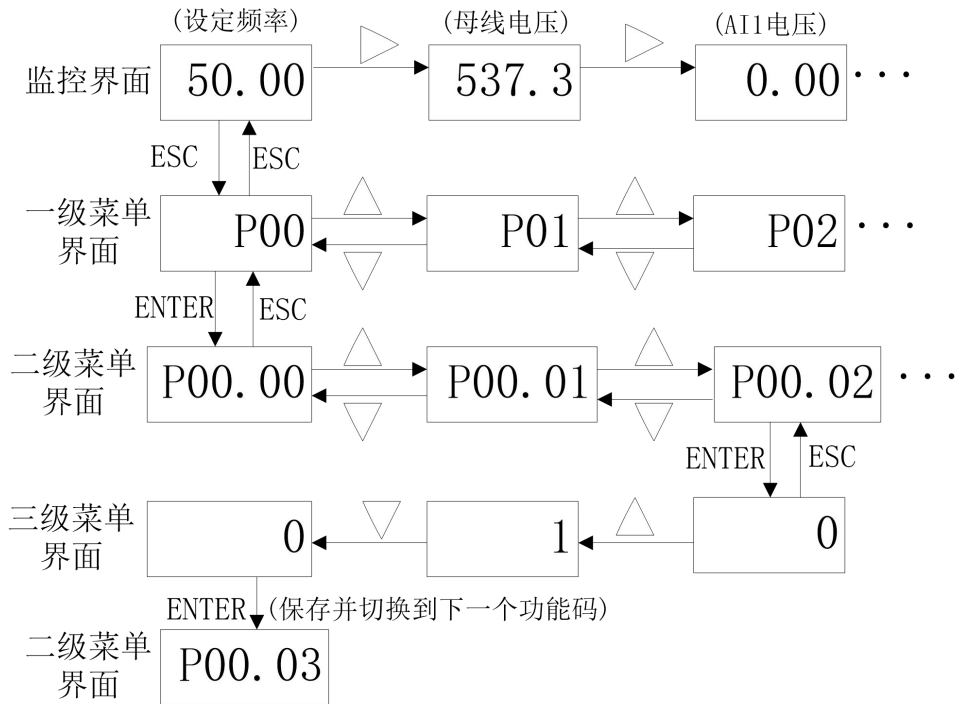 (设定频率) (母线电压) (AI1电压)
监控界面 50.00 537.3 0.00 ···
ESC ESC
一级菜单界面 P00 P01 P02 ···
ENTER ESC
二级菜单界面 P00.00 P00.01 P00.02 ···
ENTER ESC
三级菜单界面 0 1 0
ENTER (保存并切换到下一个功能码)
二级菜单界面 P00.03